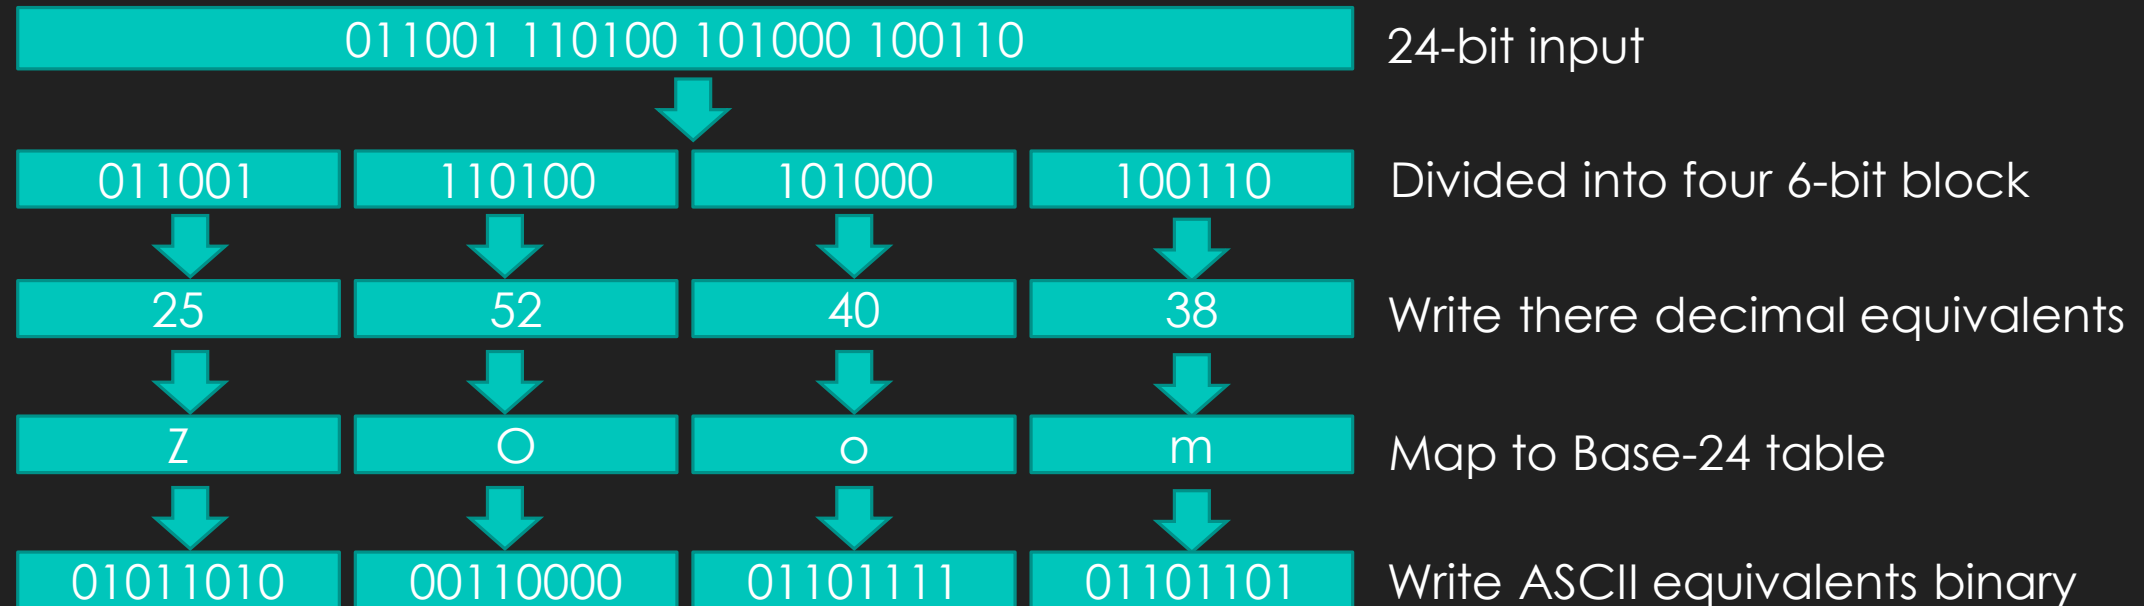 011001 110100 101000 100110 24-bit input
011001 110100 101000 100110 Divided into four 6-bit block
25 52 40 38 Write there decimal equivalents
Z O o m Map to Base-24 table
01011010 00110000 01101111 01101101 Write ASCII equivalents binary